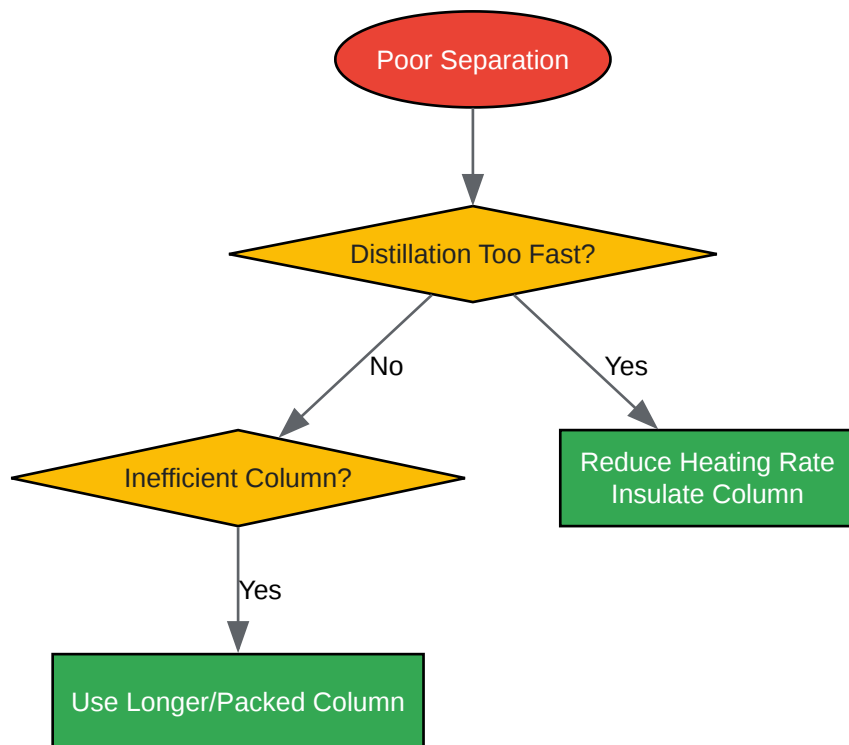 Poor Separation
Distillation Too Fast?
No
Yes
Inefficient Column?
Reduce Heating Rate
Insulate Column
Yes
Use Longer/Packed Column